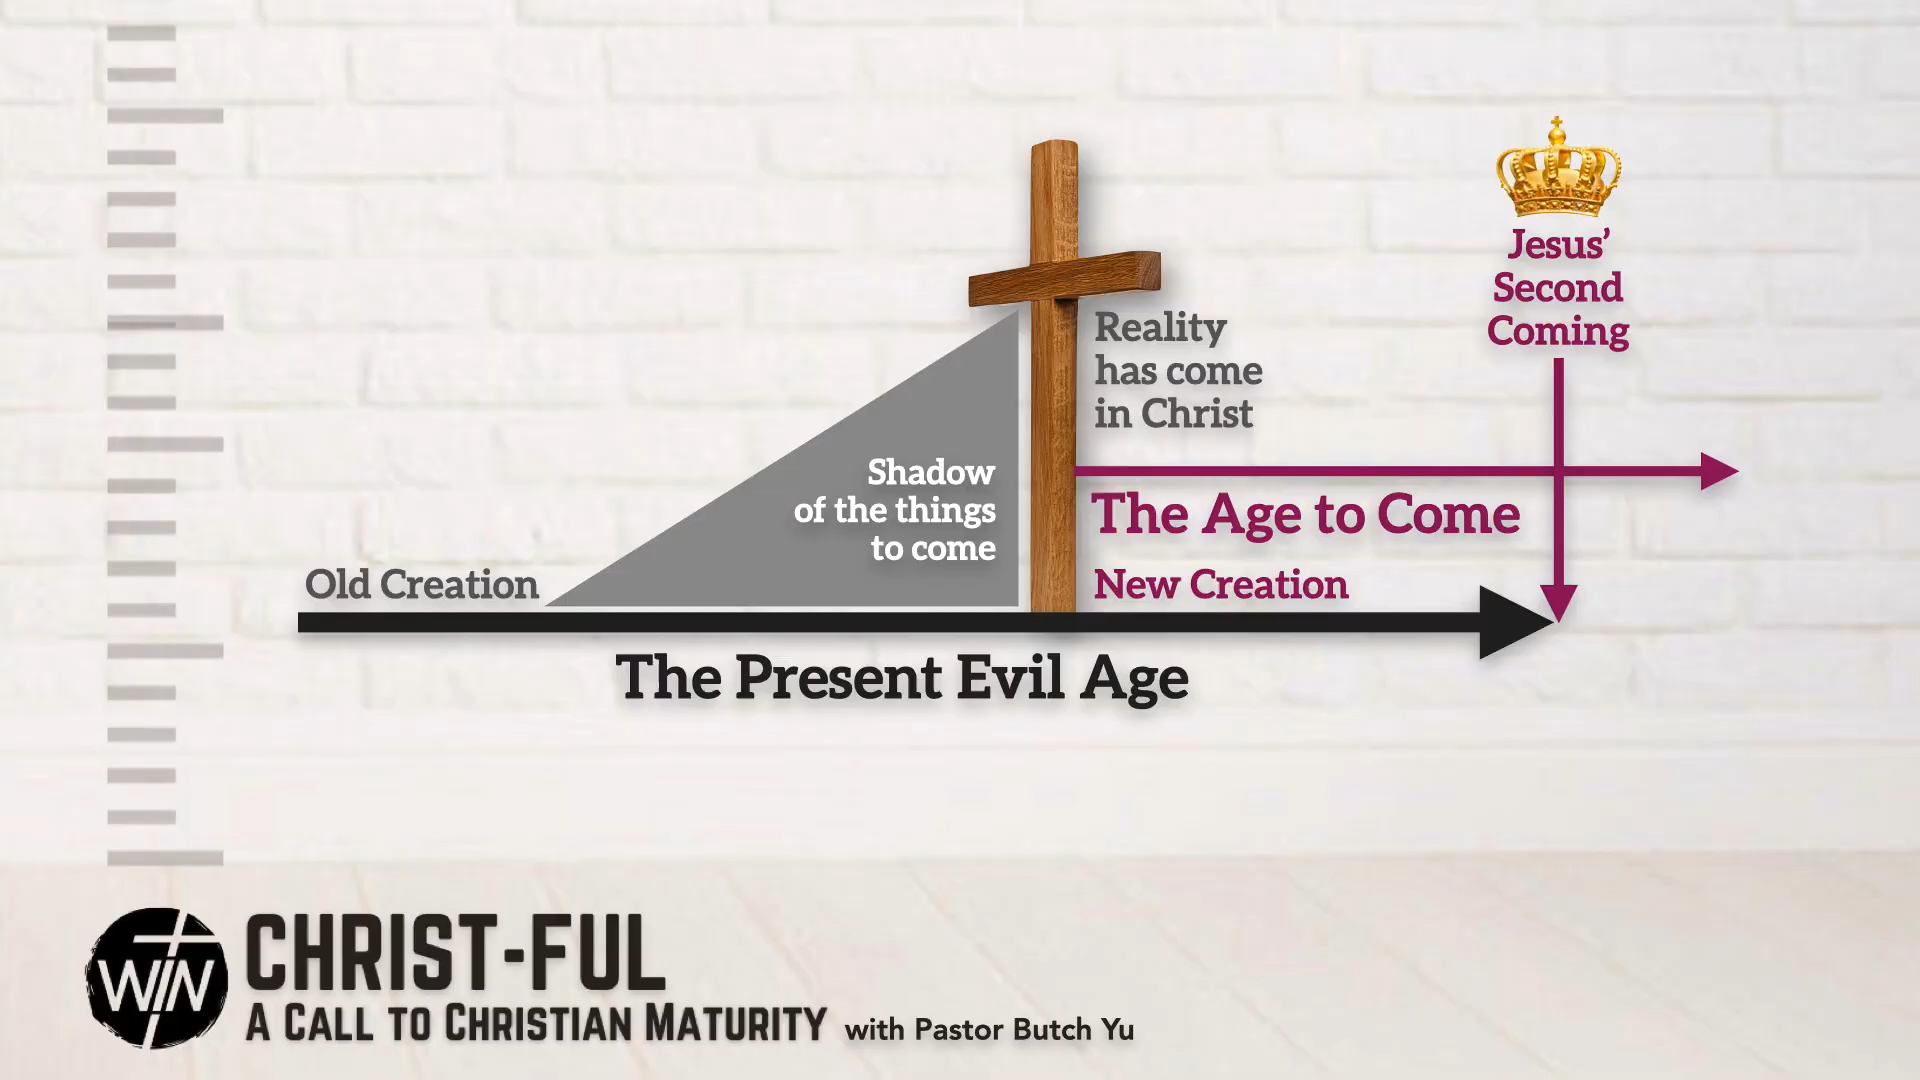 Jesus’
Second
Coming
Reality
has come
in Christ
Shadow
of the things
to come
The Age to Come
Old Creation
New Creation
The Present Evil Age
WIN
CHRIST-FUL
A CALL TO CHRISTIAN MATURITY with Pastor Butch Yu